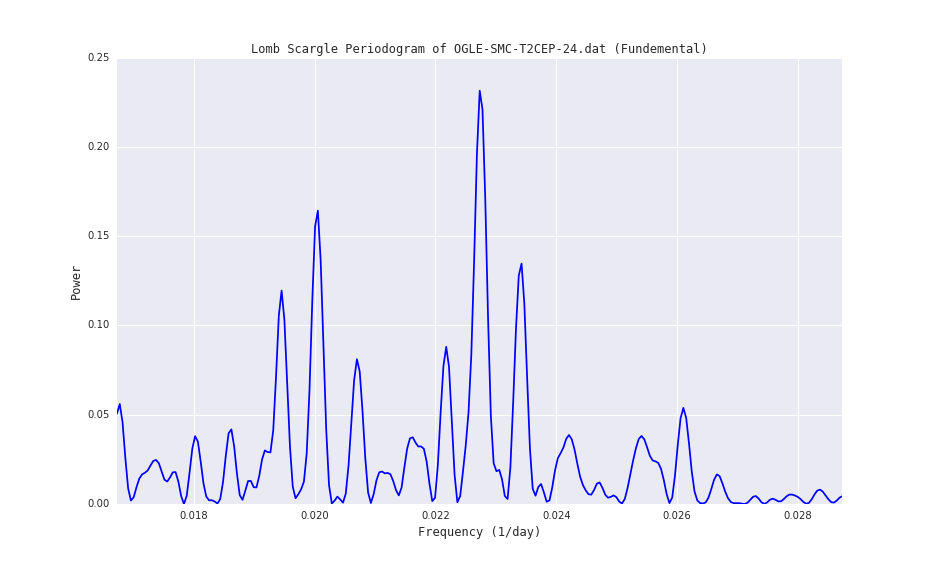 Lomb Scargle Periodogram of OGLE-SMC-T2CEP-24.dat (Fundemental)
0.25
0.20
0.15
0.10
0.05
0.00
Power
0.018 0.020 0.022 0.024 0.026 0.028
Frequency (1/day)